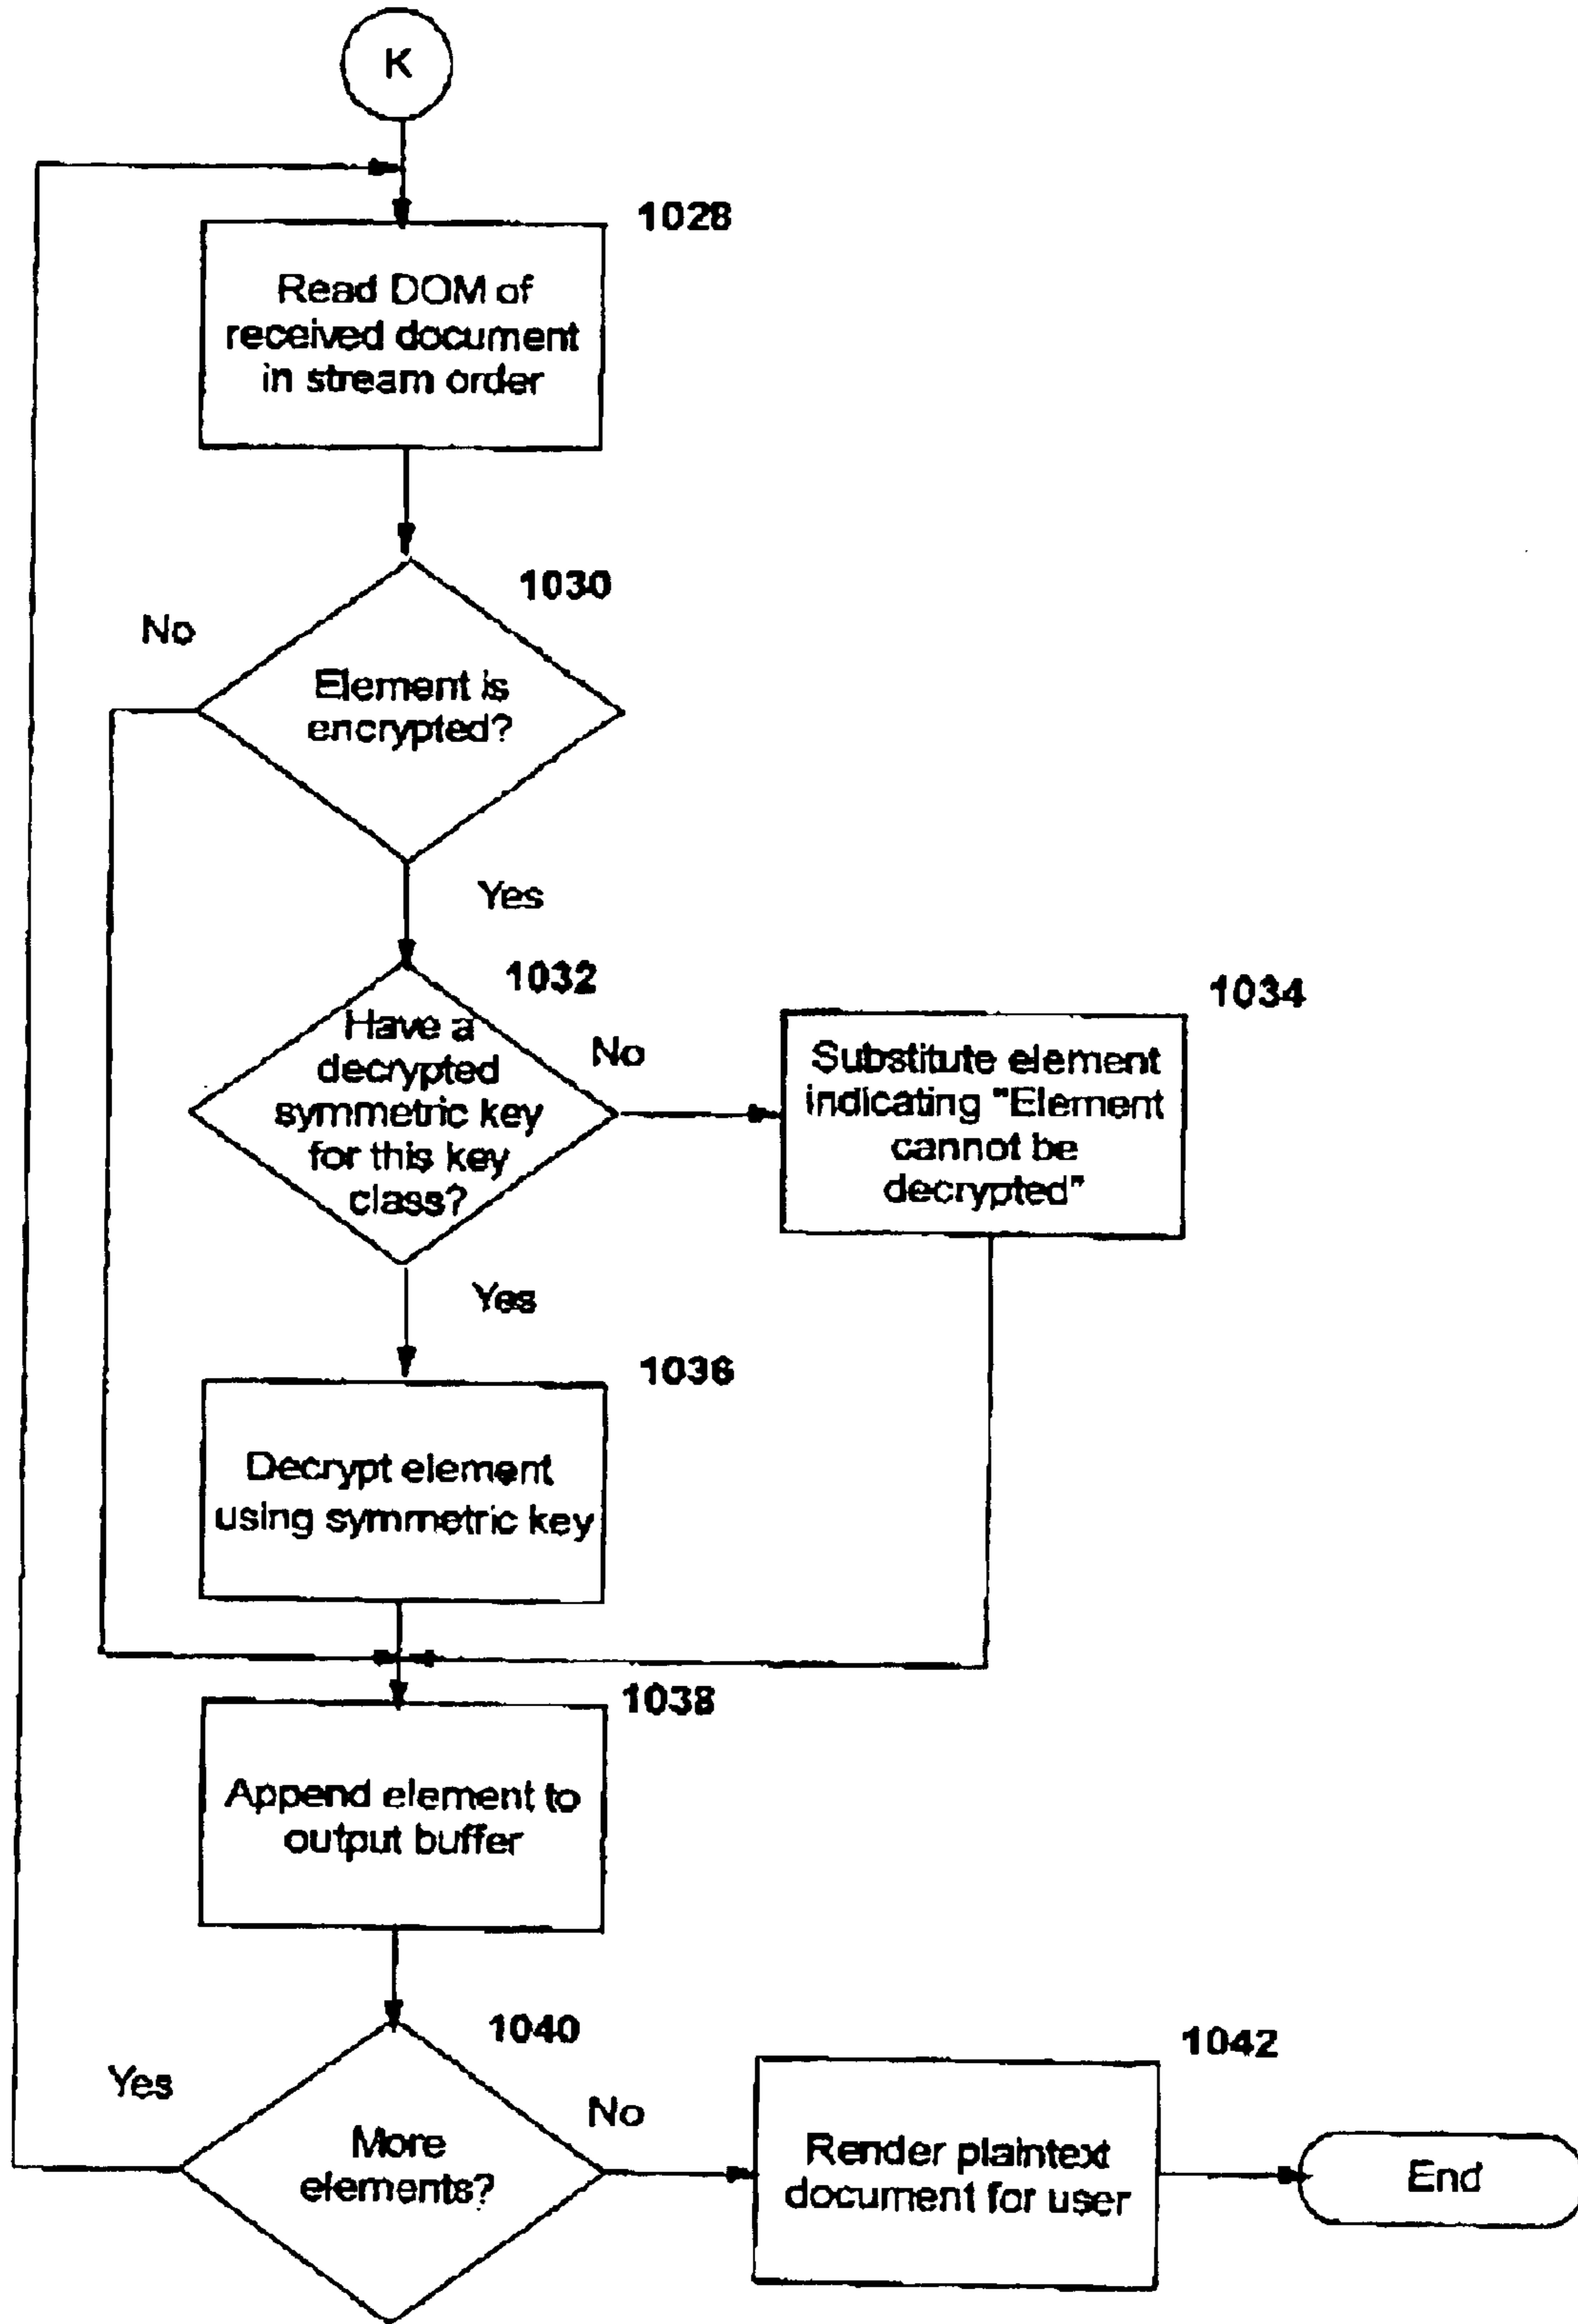 K
1028
Read DOM of
received document
in stream order
1030
No
Element is
encrypted?
Yes
1032
Have a
decrypted
symmetric key
for this key
class?
No
1034
Substitute element
indicating "Element
cannot be
decrypted"
Yes
1036
Decrypt element
using symmetric key
1038
Append element to
output buffer
1040
Yes
More
elements?
No
1042
Render plaintext
document for user
End